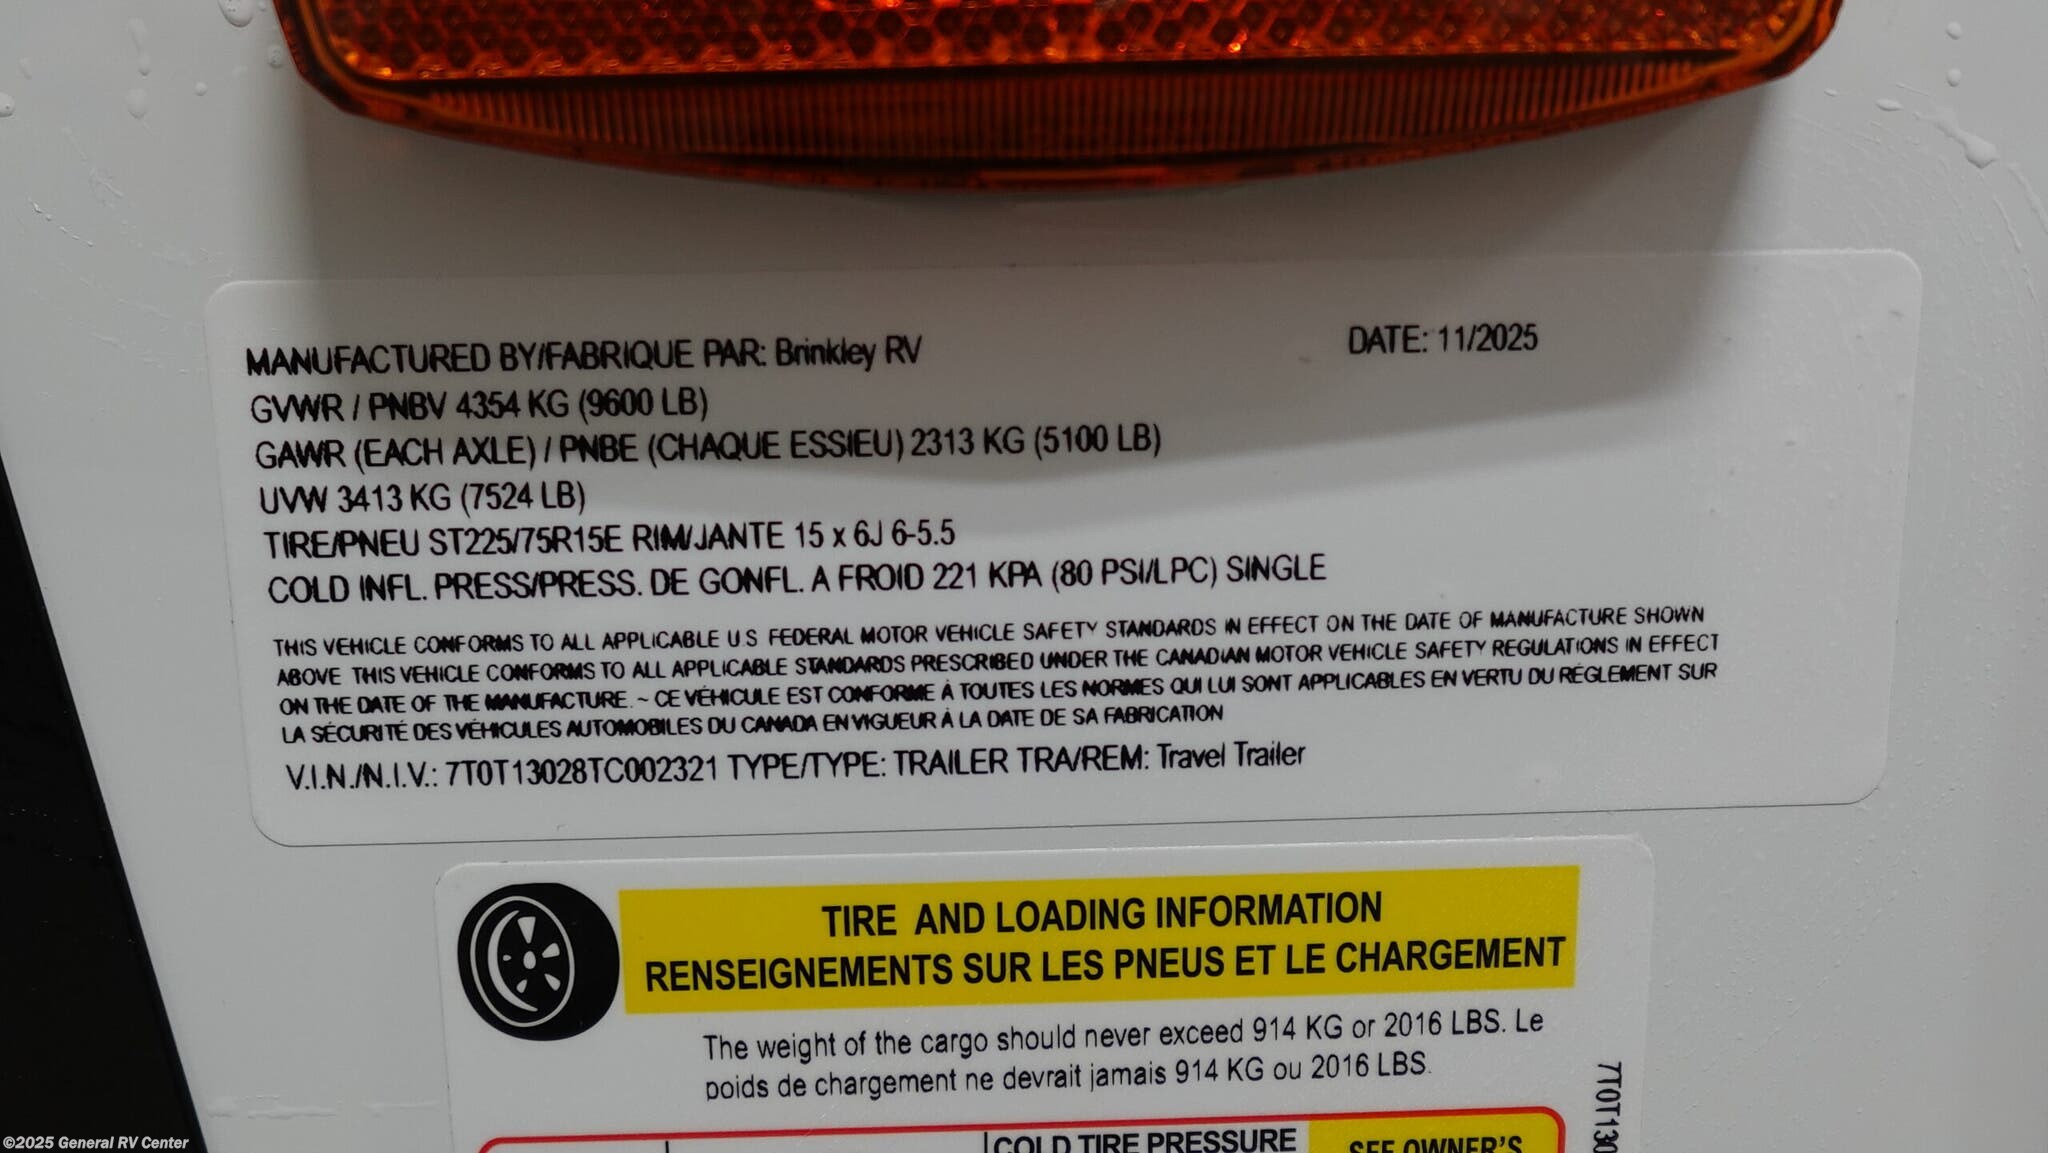 MANUFACTURED BY/FABRIQUE PAR: Brinkley RV DATE: 11/2025
GVWR / PNBV 4354 KG (9600 LB)
GAWR (EACH AXLE) / PNBE (CHAQUE ESSIEU) 2313 KG (5100 LB)
UVW 3413 KG (7524 LB)
TIRE/PNEU ST225/75R15E RIM/JANTE 15 x 6J 6-5.5
COLD INFL. PRESS/PRESS. DE GONFL. A FROID 221 KPA (80 PSI/LPC) SINGLE
THIS VEHICLE CONFORMS TO ALL APPLICABLE U.S FEDERAL MOTOR VEHICLE SAFETY STANDARDS IN EFFECT ON THE DATE OF MANUFACTURE SHOWN
ABOVE THIS VEHICLE CONFORMS TO ALL APPLICABLE STANDARDS PRESCRIBED UNDER THE CANADIAN MOTOR VEHICLE SAFETY REGULATIONS IN EFFECT
ON THE DATE OF THE MANUFACTURE. ~ CE VÉHICULE EST CONFORME À TOUTES LES NORMES QUI LUI SONT APPLICABLES EN VERTU DU RÉGLEMENT SUR
LA SÉCURITÉ DES VÉHICULES AUTOMOBILES DU CANADA EN VIGUEUR À LA DATE DE SA FABRICATION
V.I.N./N.I.V.: 7T0T13028TC002321 TYPE/TYPE: TRAILER TRA/REM: Travel Trailer
TIRE AND LOADING INFORMATION
RENSEIGNEMENTS SUR LES PNEUS ET LE CHARGEMENT
The weight of the cargo should never exceed 914 KG or 2016 LBS. Le
poids de chargement ne devrait jamais 914 KG ou 2016 LBS.
COLD TIRE PRESSURE
SEE OWNER'S
7T0T130
©2025 General RV Center